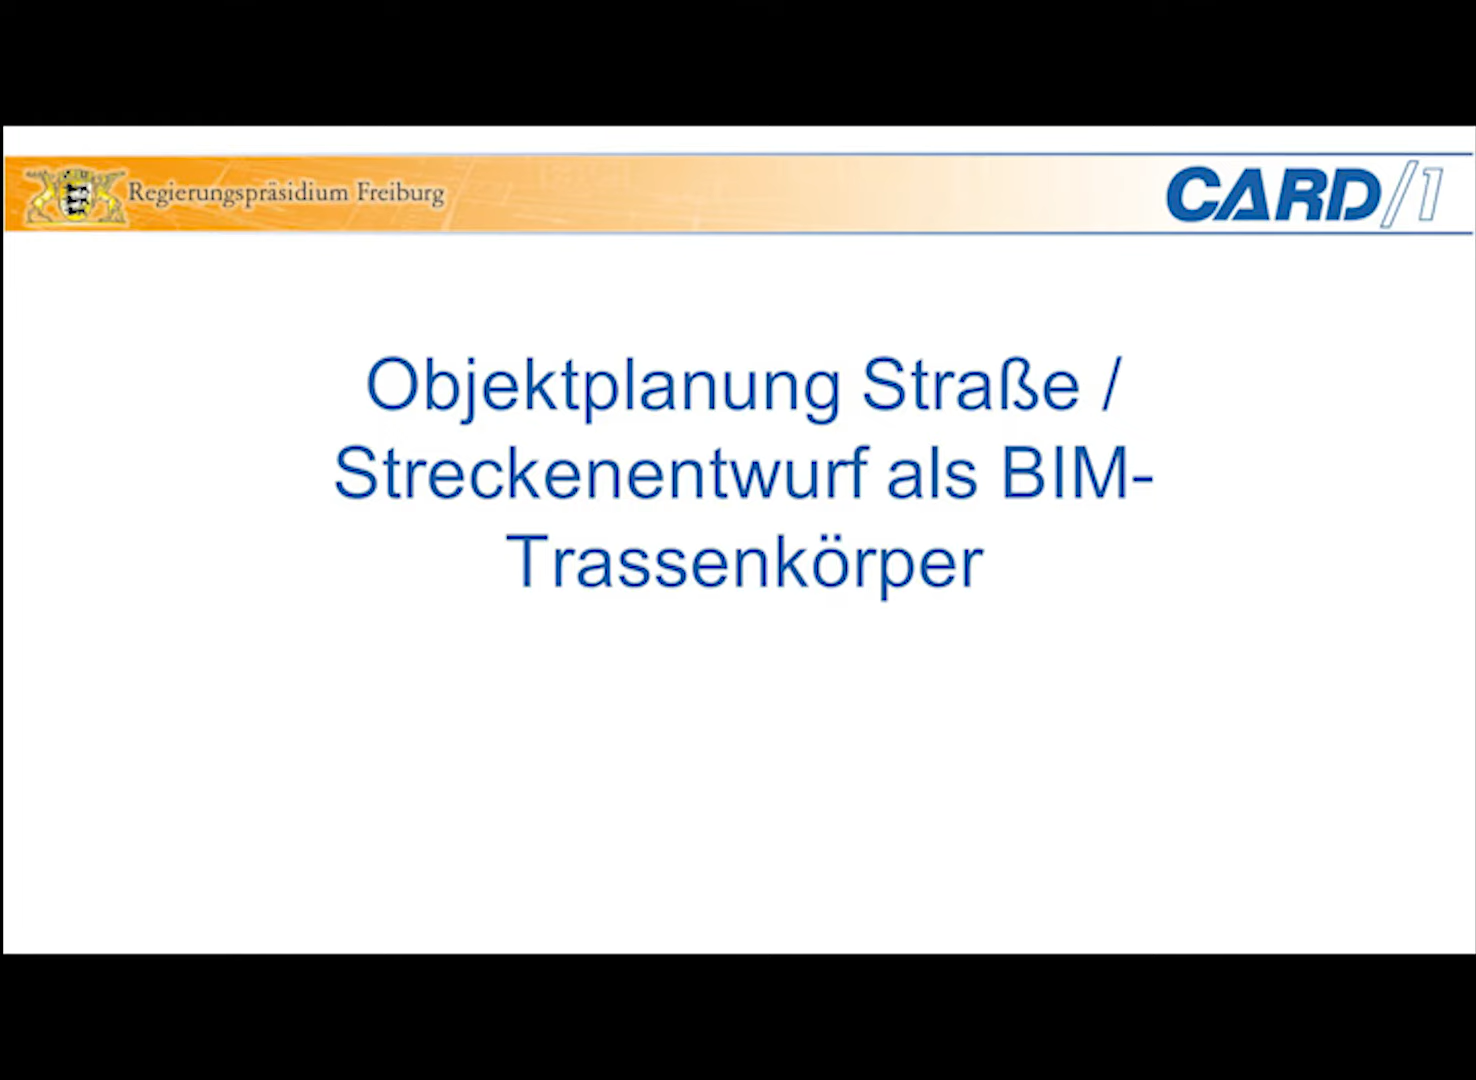 Regierungspräsidium Freiburg
CARD/1
Objektplanung Straße /
Streckenentwurf als BIM-
Trassenkörper